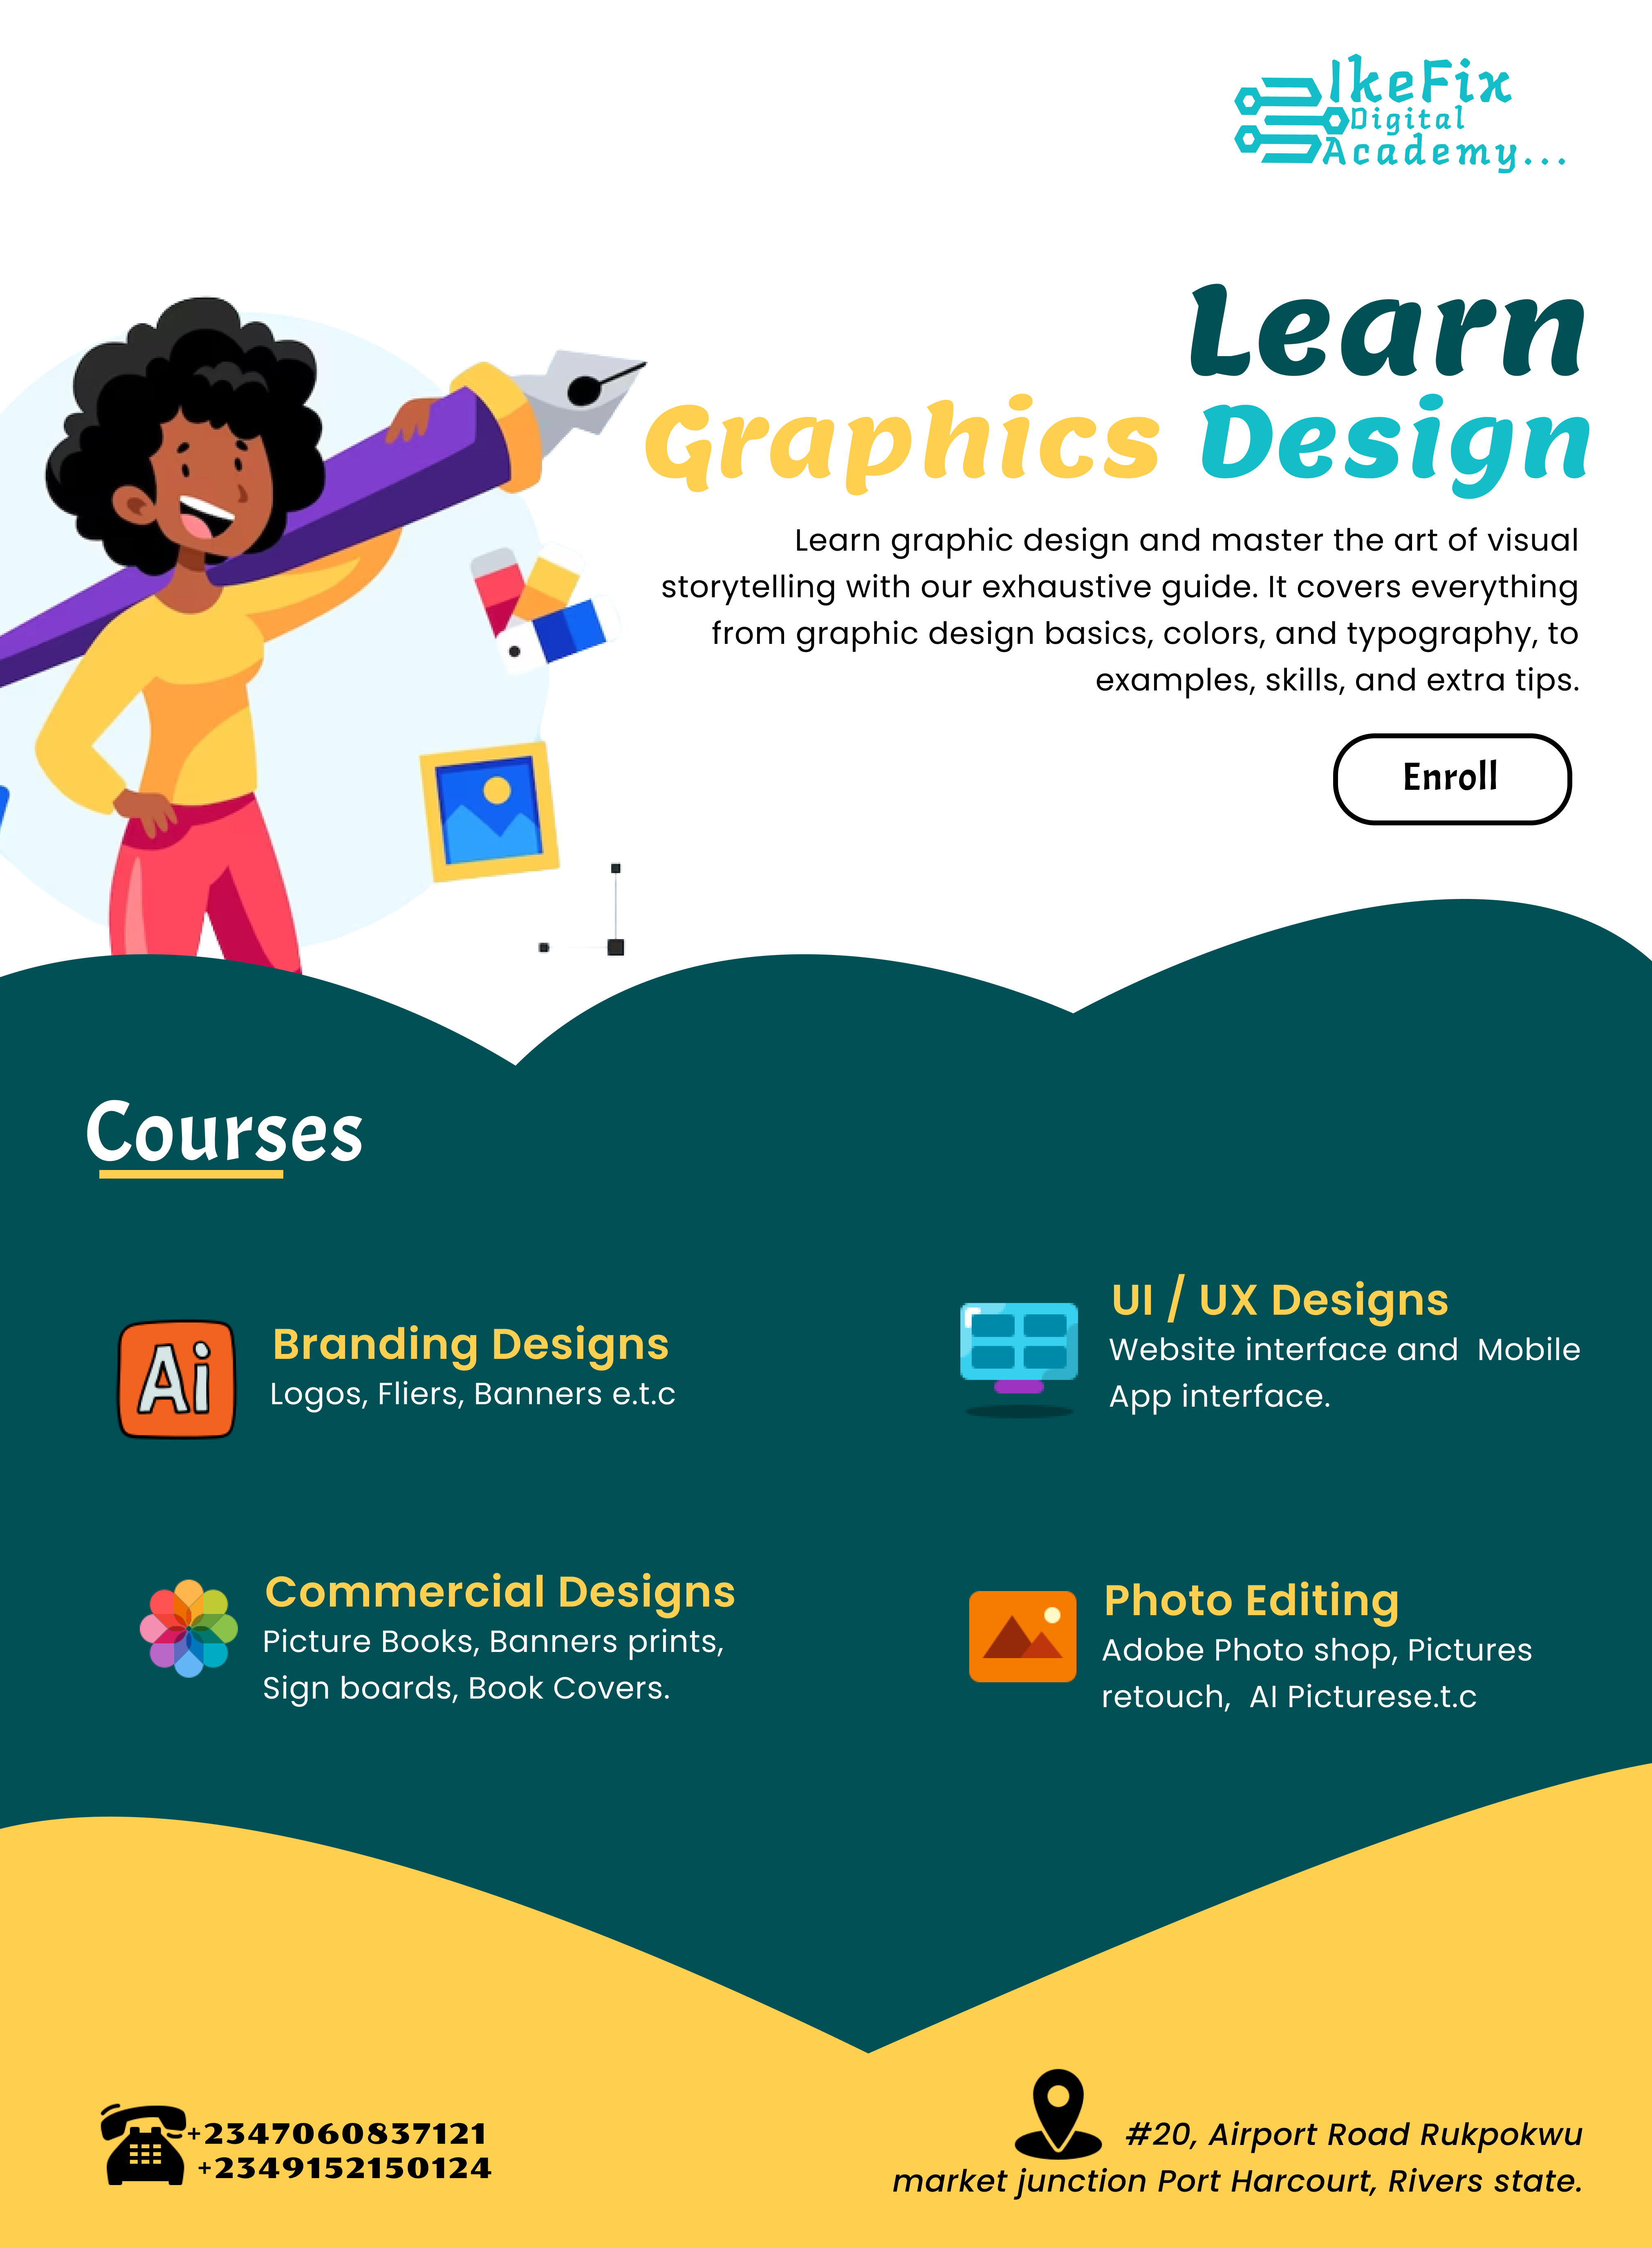 IkeFix
Digital
Academy...
Learn
Graphics Design
Learn graphic design and master the art of visual
storytelling with our exhaustive guide. It covers everything
from graphic design basics, colors, and typography, to
examples, skills, and extra tips.
Enroll
Courses
Ai
Branding Designs
Logos, Fliers, Banners e.t.c
UI / UX Designs
Website interface and  Mobile
App interface.
Commercial Designs
Picture Books, Banners prints,
Sign boards, Book Covers.
Photo Editing
Adobe Photo shop, Pictures
retouch,  AI Picturese.t.c
+2347060837121
+2349152150124
#20, Airport Road Rukpokwu
market junction Port Harcourt, Rivers state.